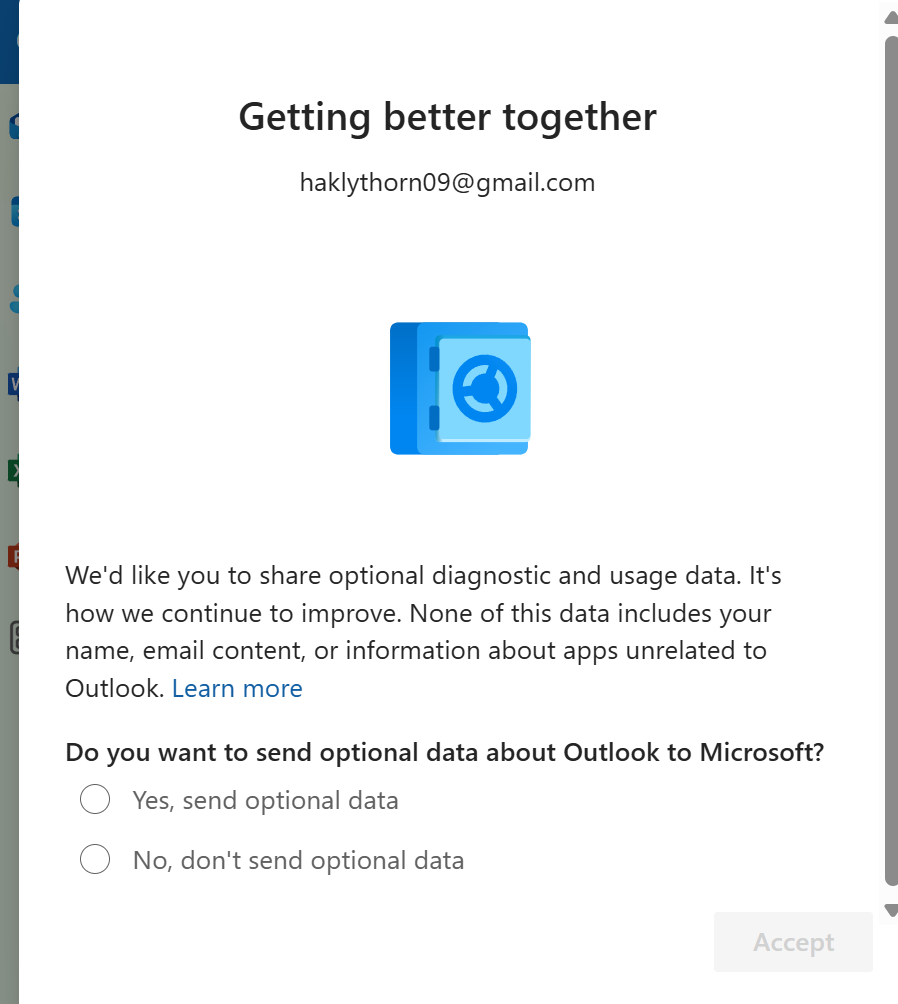 Getting better together
haklythorn09@gmail.com
We'd like you to share optional diagnostic and usage data. It's
how we continue to improve. None of this data includes your
name, email content, or information about apps unrelated to
Outlook. Learn more
Do you want to send optional data about Outlook to Microsoft?
Yes, send optional data
No, don't send optional data
Accept